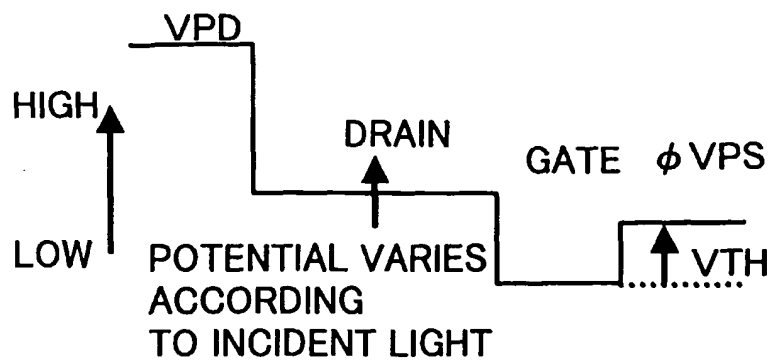 VPD
HIGH
DRAIN
GATE φVPS
LOW
POTENTIAL VARIES
ACCORDING
TO INCIDENT LIGHT
VTH